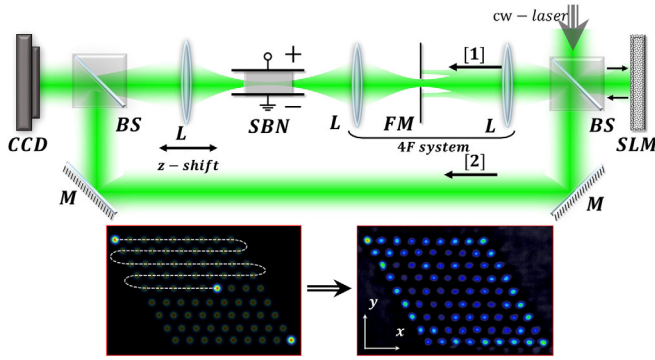 cw – laser
+
[1]
–
CCD
BS
L
SBN
L
FM
L
BS
SLM
z – shift
4F system
[2]
M
M
y
x